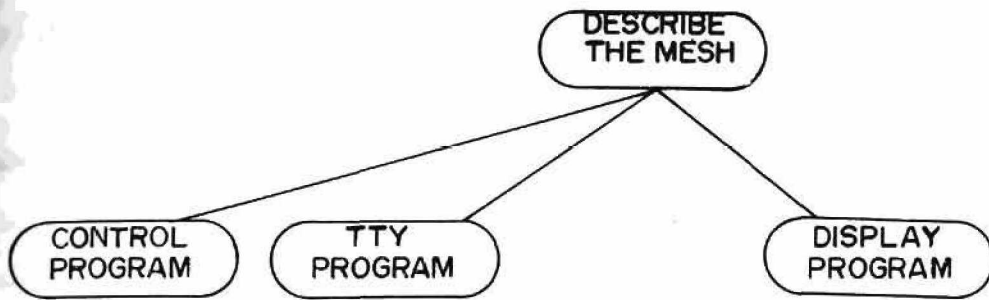 DESCRIBE
THE MESH
CONTROL
PROGRAM
TTY
PROGRAM
DISPLAY
PROGRAM